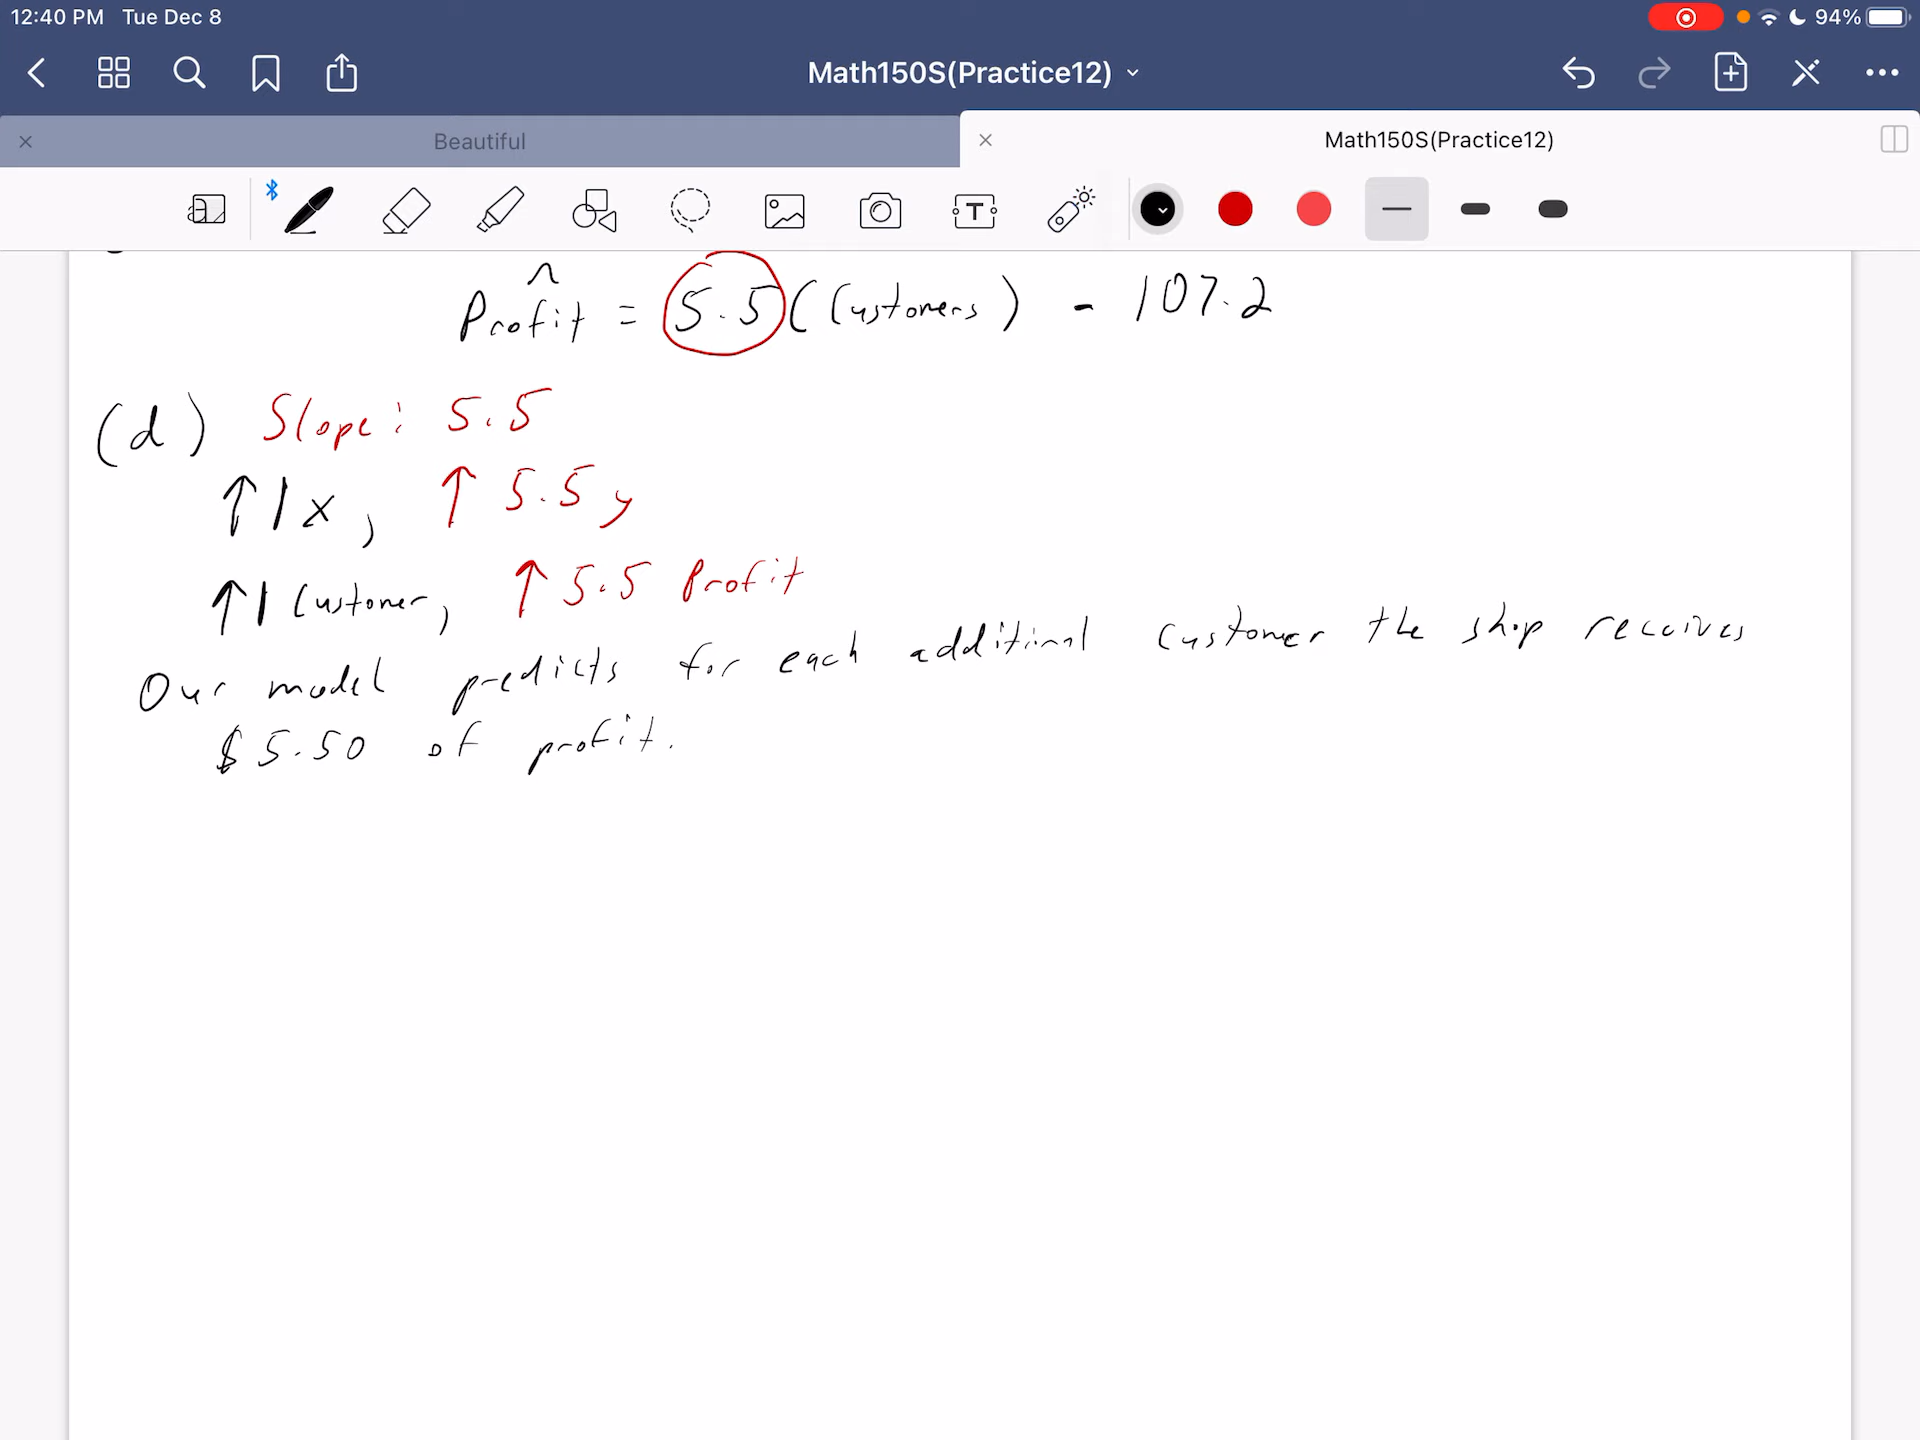 12:40 PM Tue Dec 8
94%
Math150S(Practice12)
Beautiful
Math150S(Practice12)
Profit^ = 5.5(Customers) - 107.2
(d) Slope: 5.5
↑1x, ↑ 5.5 y
↑1 Customer, ↑ 5.5 Profit
Our model predicts for each additional customer the shop receives
$5.50 of profit.